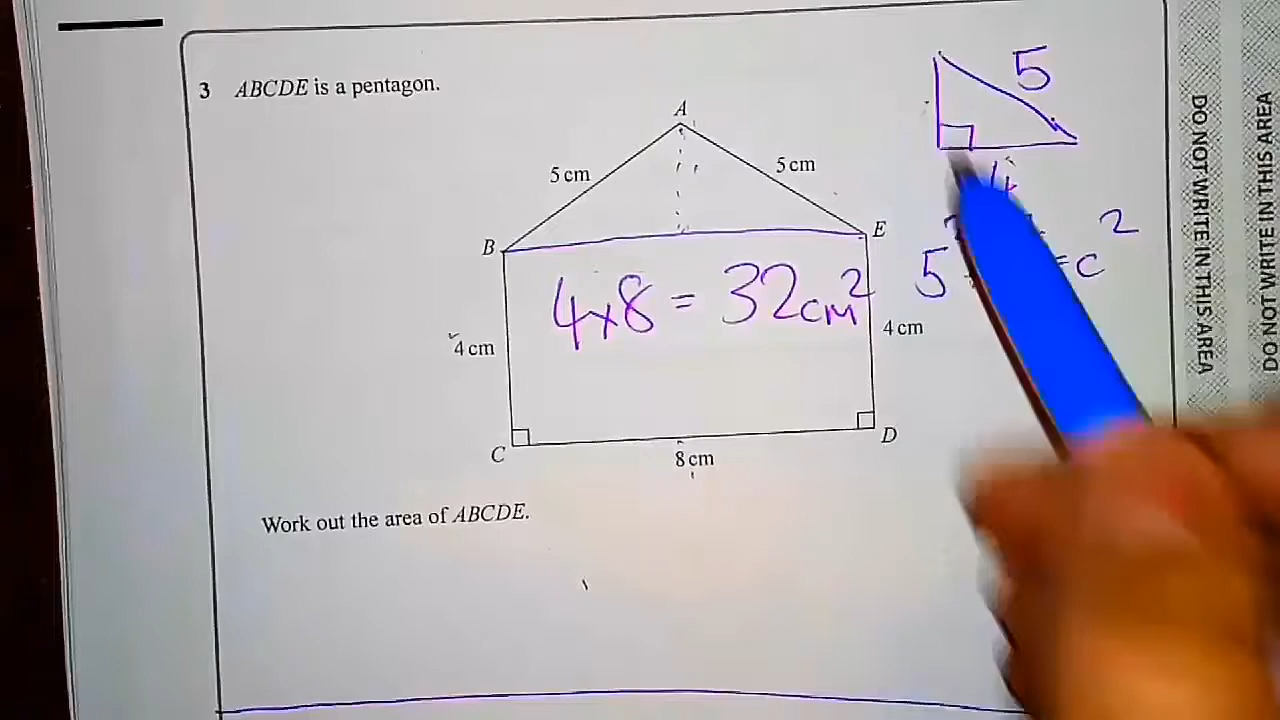 3 ABCDE is a pentagon.
A
5 cm
5 cm
5
B
E
4×8 = 32cm²
5
= c²
4 cm
4 cm
C
D
8 cm
Work out the area of ABCDE.
DO NOT WRITE IN THIS AREA
DO NOT WRITE IN THIS AREA